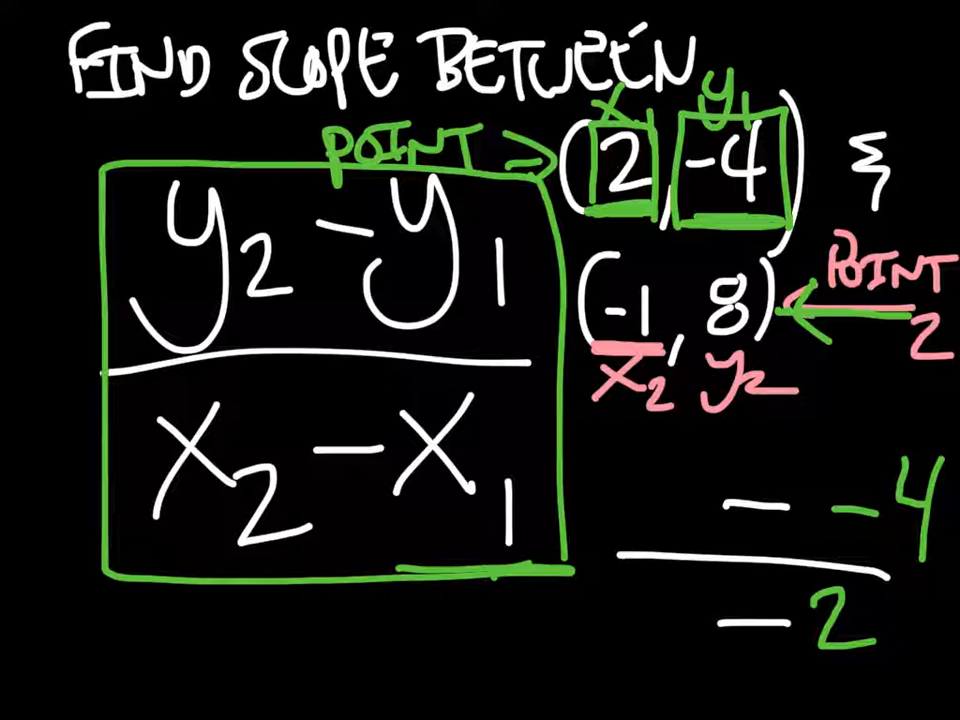 FIND SLOPE BETWEEN
x1 y1
POINT => (2, -4) &
y2 - y1
(-1, 8) ← POINT 2
x2 y2
x2 - x1
- -4
- 2